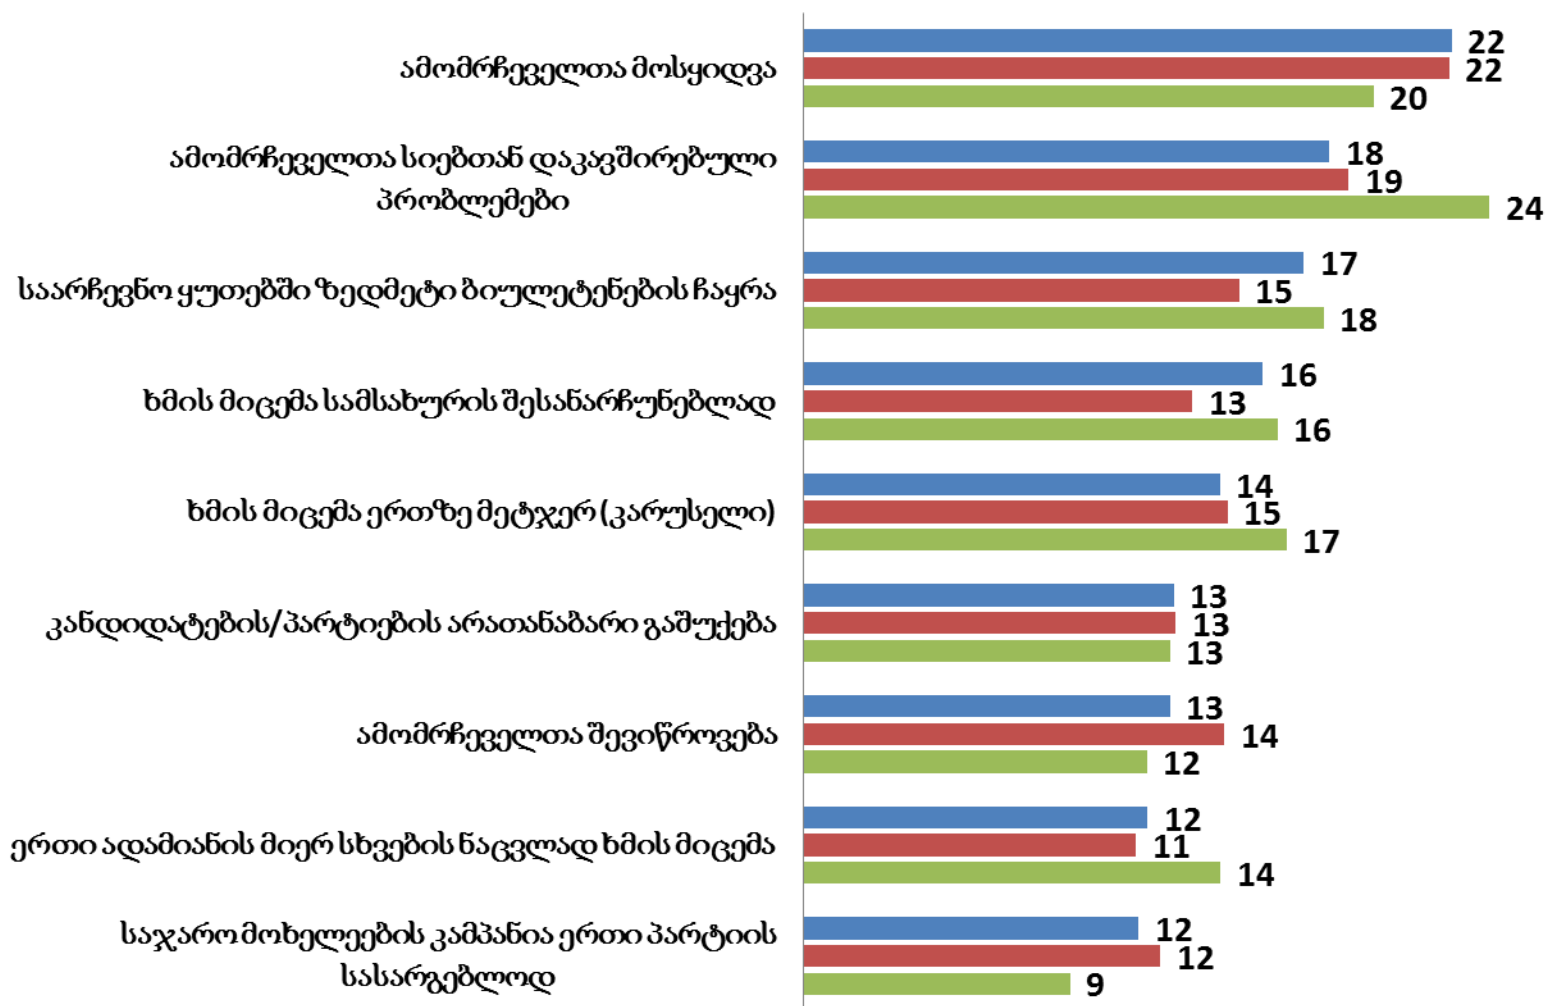 ამომრჩეველთა მოსყიდვა
22
22
20
ამომრჩეველთა სიებთან დაკავშირებული
პრობლემები
18
19
24
საარჩევნო ყუთებში ზედმეტი ბიულეტენების ჩაყრა
17
15
18
ხმის მიცემა სამსახურის შესანარჩუნებლად
16
13
16
ხმის მიცემა ერთზე მეტჯერ (კარუსელი)
14
15
17
კანდიდატების/პარტიების არათანაბარი გაშუქება
13
13
13
ამომრჩეველთა შევიწროვება
13
14
12
ერთი ადამიანის მიერ სხვების ნაცვლად ხმის მიცემა
12
11
14
საჯარო მოხელეების კამპანია ერთი პარტიის
სასარგებლოდ
12
12
9